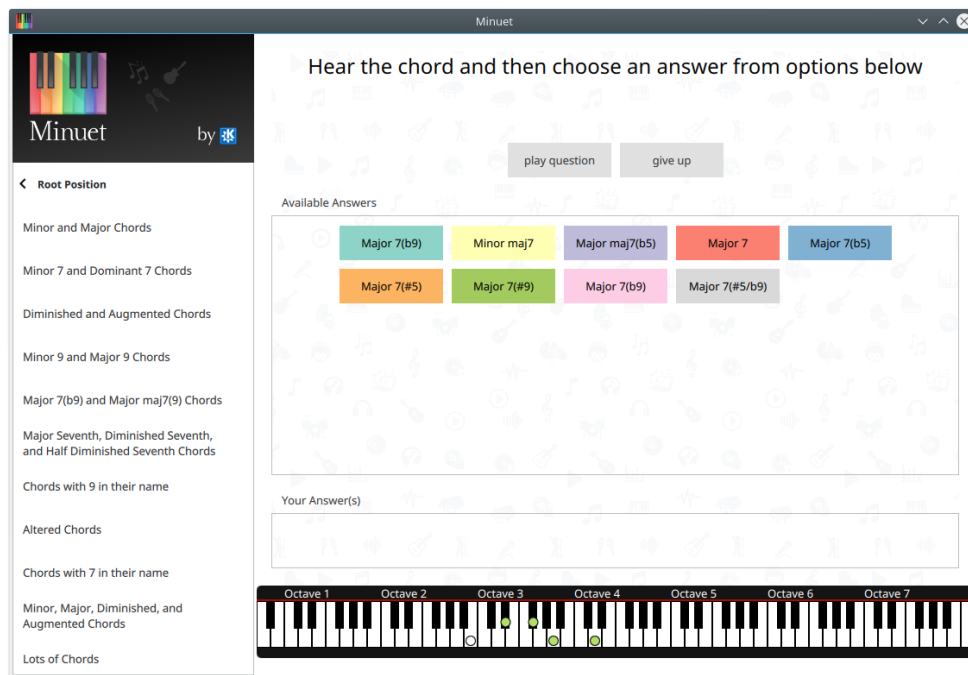 Minuet
Minuet
by
Hear the chord and then choose an answer from options below
play question
give up
Root Position
Minor and Major Chords
Minor 7 and Dominant 7 Chords
Diminished and Augmented Chords
Minor 9 and Major 9 Chords
Major 7(b9) and Major maj7(9) Chords
Major Seventh, Diminished Seventh,
and Half Diminished Seventh Chords
Chords with 9 in their name
Altered Chords
Chords with 7 in their name
Minor, Major, Diminished, and
Augmented Chords
Lots of Chords
Available Answers
Major 7(b9) Minor maj7 Major maj7(b5) Major 7 Major 7(b5)
Major 7(#5) Major 7(#9) Major 7(b9) Major 7(#5/b9)
Your Answer(s)
Octave 1 Octave 2 Octave 3 Octave 4 Octave 5 Octave 6 Octave 7